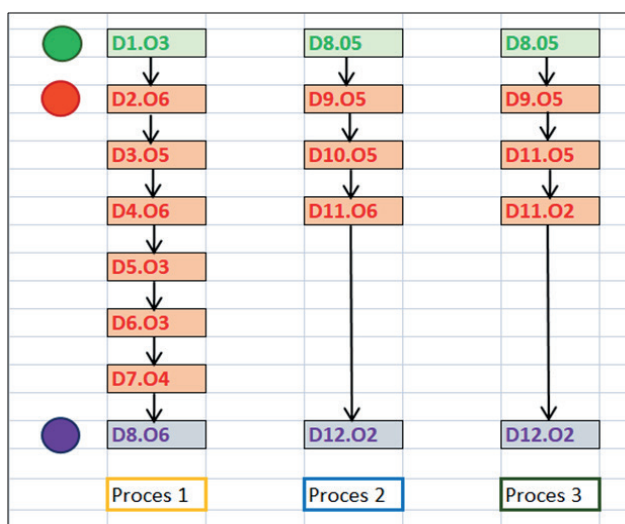 D1.O3 D8.05 D8.05
D2.O6 D9.O5 D9.O5
D3.O5 D10.O5 D11.O5
D4.O6 D11.O6 D11.O2
D5.O3
D6.O3
D7.O4
D8.O6 D12.O2 D12.O2
Proces 1 Proces 2 Proces 3